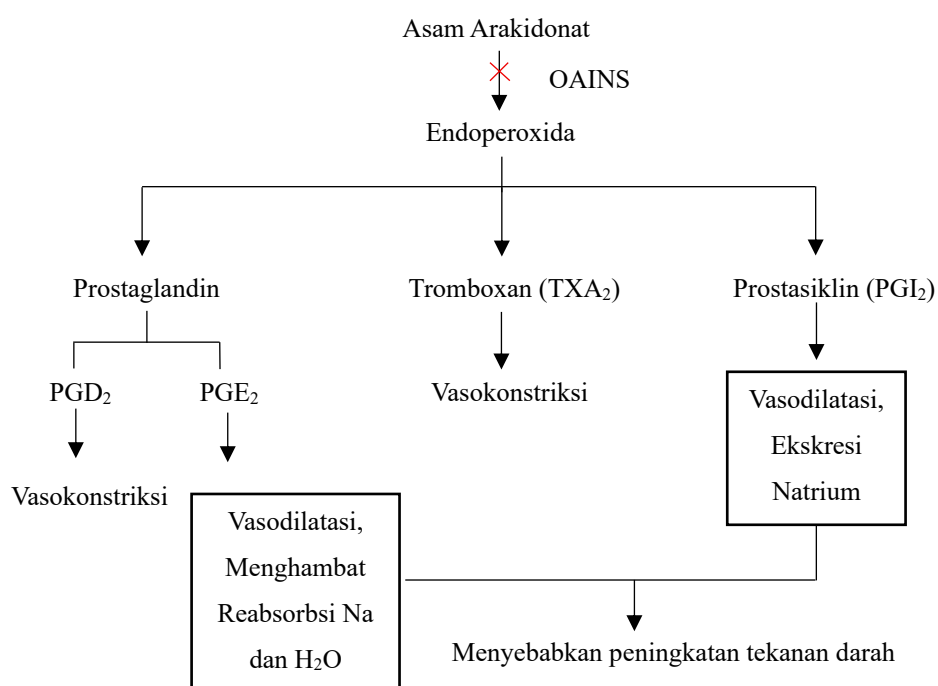 Asam Arakidonat
OAINS
Endoperoxida
Prostaglandin
Tromboxan (TXA₂)
Prostasiklin (PGI₂)
PGD₂
PGE₂
Vasokonstriksi
Vasodilatasi,
Ekskresi
Natrium
Vasokonstriksi
Vasodilatasi,
Menghambat
Reabsorbsi Na
dan H₂O
Menyebabkan peningkatan tekanan darah